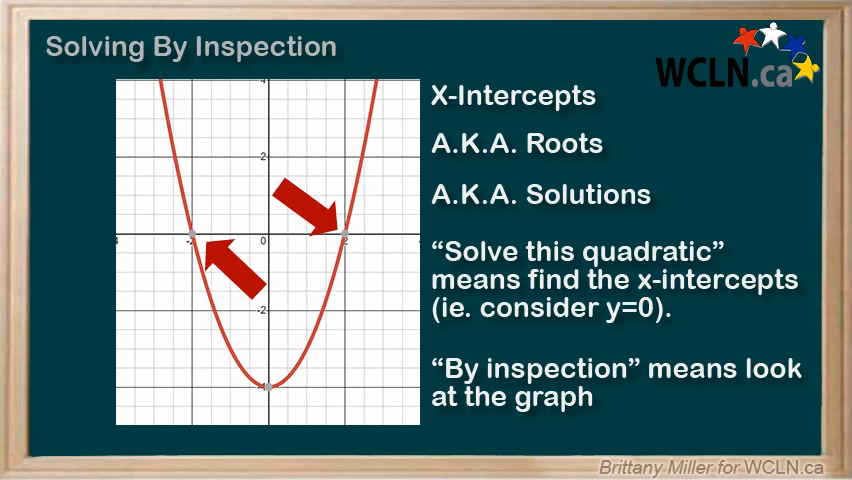 Solving By Inspection
WCLN.ca
X-Intercepts
A.K.A. Roots
A.K.A. Solutions
“Solve this quadratic”
means find the x-intercepts
(ie. consider y=0).
“By inspection” means look
at the graph
4
2
-2
0
2
-2
-4
Brittany Miller for WCLN.ca